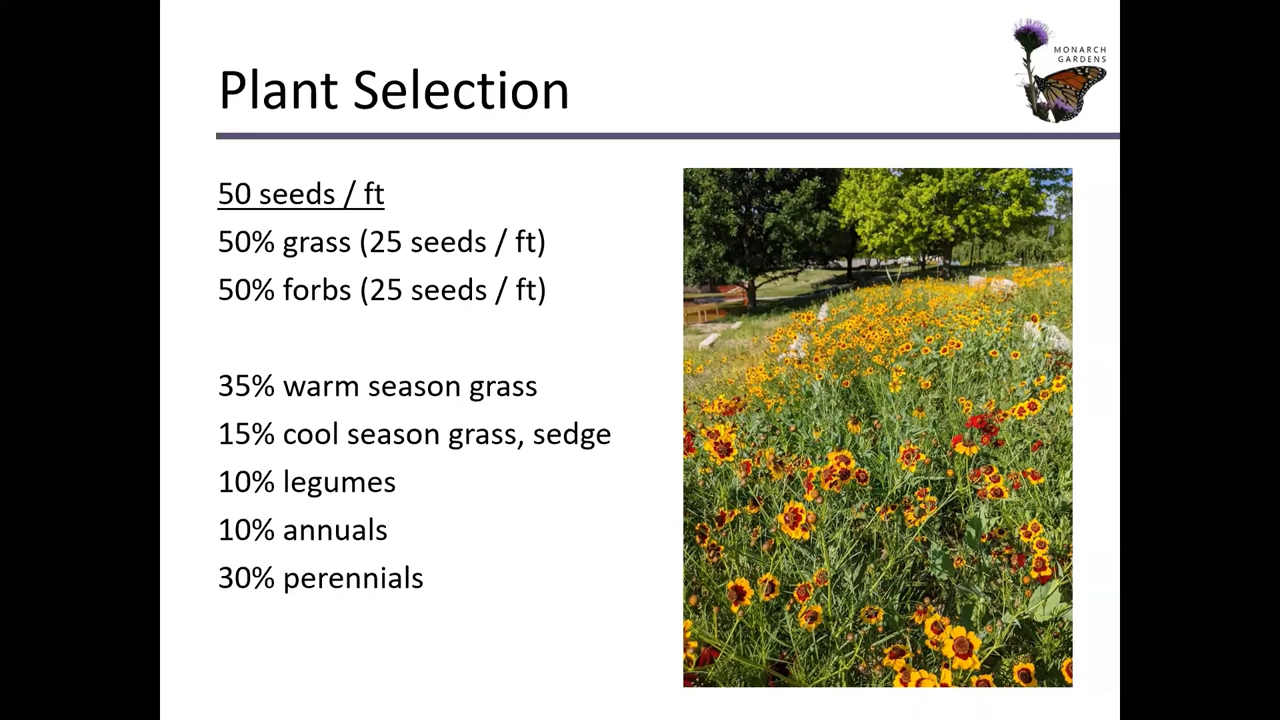 MONARCH
GARDENS
Plant Selection
50 seeds / ft
50% grass (25 seeds / ft)
50% forbs (25 seeds / ft)
35% warm season grass
15% cool season grass, sedge
10% legumes
10% annuals
30% perennials